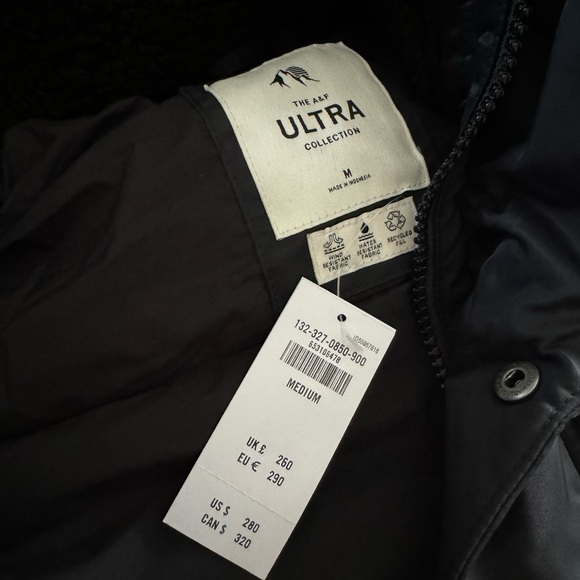 THE A&F
ULTRA
COLLECTION
M
MADE IN INDONESIA
WIND
RESISTANT
FABRIC
WATER
RESISTANT
FABRIC
RECYCLED
FILL
132-327-0850-900
553106478
MEDIUM
UK £ 260
EU € 290
US $ 280
CAN $ 320